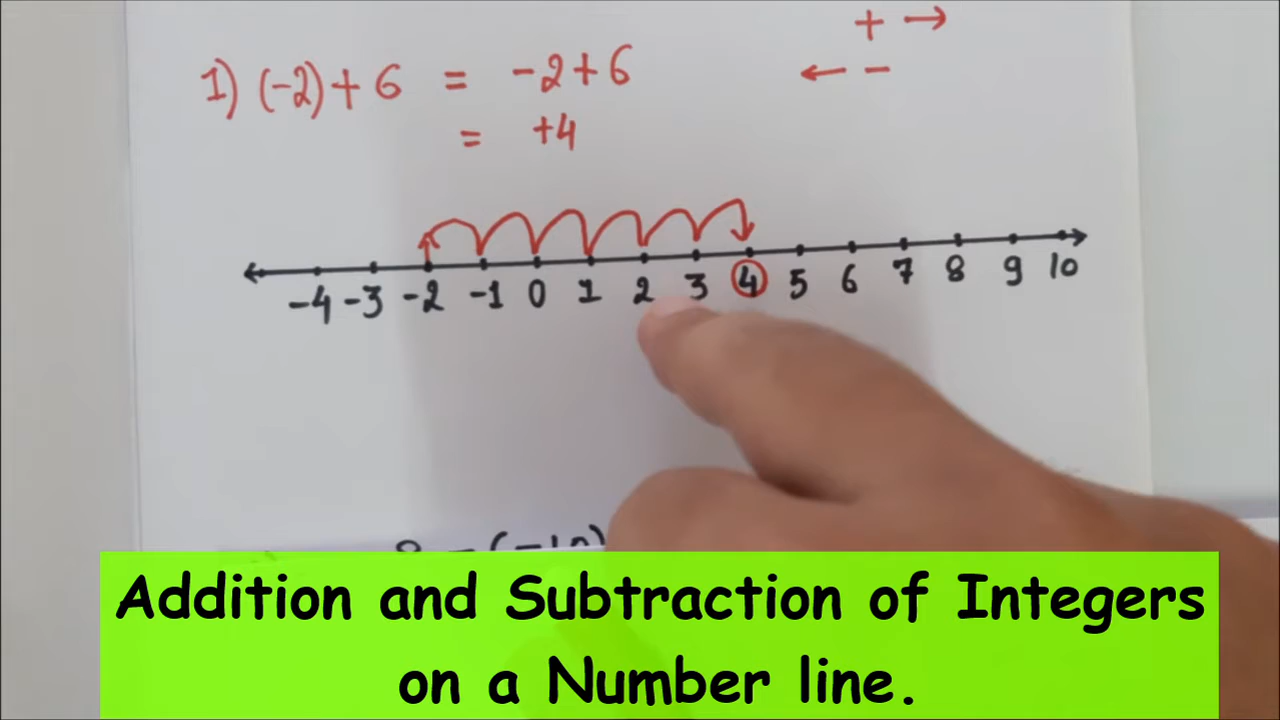 1) (-2)+ 6 = -2+6
= +4
+ →
← -
-4 -3 -2 -1 0 1 2 3 4 5 6 7 8 9 10
Addition and Subtraction of Integers
on a Number line.